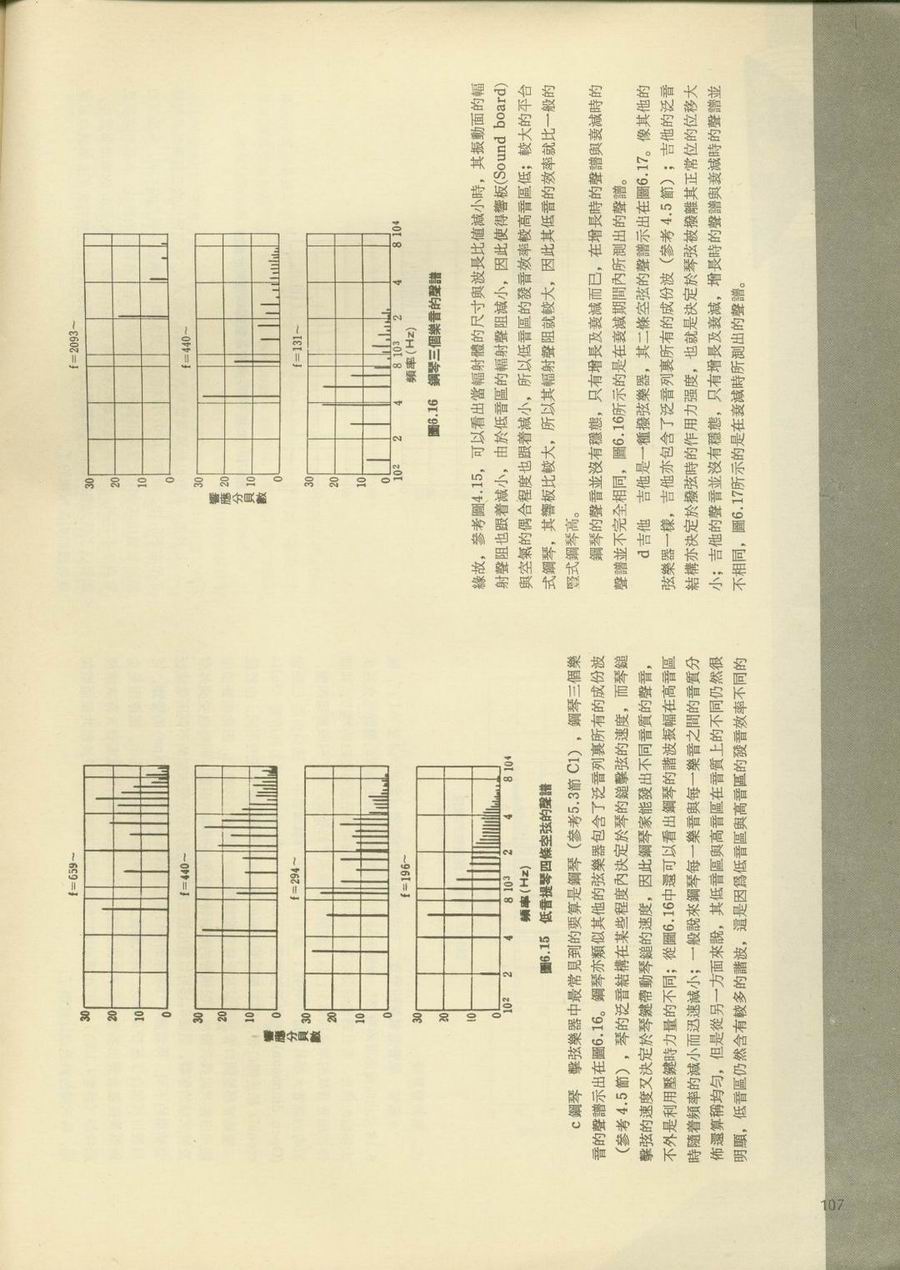 f=659~
30
20
10
0
f=440~
30
20
10
0
響應分貝數
f=294~
30
20
10
0
f=196~
30
20
10
0
10² 2 4 8 10³ 2 4 8 10⁴
頻率(Hz)
圖6.15 低音提琴四條空弦的聲譜
c 鋼琴 擊弦樂器中最常見到的要算是鋼琴（參考5.3節 C1），鋼琴三個樂
音的聲譜示出在圖6.16。鋼琴亦類似其他的弦樂器包含了泛音列裏所有的成份波
（參考 4.5 節），琴的泛音結構在某些程度內決定於琴的鎚擊弦的速度，而琴鎚
擊弦的速度又決定於琴鍵帶動琴鎚的速度，因此鋼琴家能發出不同音質的聲音，
不外是利用壓鍵時力量的不同；從圖6.16中還可以看出鋼琴的諧波振幅在高音區
時隨着頻率的減小而迅速減小；一般說來鋼琴每一樂音與每一樂音之間的音質分
佈還算稱均勻，但是從另一方面來說，其低音區與高音區在音質上的不同仍然很
明顯，低音區仍然含有較多的諧波，這是因爲低音區與高音區的發音效率不同的
f=2093~
30
20
10
0
f=440~
30
20
10
0
響應分貝數
f=131~
30
20
10
0
10² 2 4 8 10³ 2 4 8 10⁴
頻率(Hz)
圖6.16 鋼琴三個樂音的聲譜
緣故，參考圖4.15，可以看出當輻射體的尺寸與波長比值減小時，其振動面的輻
射聲阻也跟着減小，由於低音區的輻射聲阻減小，因此使得響板(Sound board)
與空氣的偶合程度也跟着減小，所以低音區的發音效率較高音區低；較大的平台
式鋼琴，其響板比較大，所以其輻射聲阻就較大，因此其低音的效率就比一般的
豎式鋼琴高。
鋼琴的聲音並沒有穩態，只有增長及衰減而已，在增長時的聲譜與衰減時的
聲譜並不完全相同，圖6.16所示的是在衰減期間內所測出的聲譜。
d 吉他 吉他是一種撥弦樂器，其二條空弦的聲譜示出在圖6.17。像其他的
弦樂器一樣，吉他亦包含了泛音列裏所有的成份波（參考 4.5 節）；吉他的泛音
結構亦決定於撥弦時的作用力强度，也就是決定於琴弦被撥離其正常位的位移大
小；吉他的聲音並沒有穩態，只有增長及衰減，增長時的聲譜與衰減時的聲譜並
不相同，圖6.17所示的是在衰減時所測出的聲譜。
107